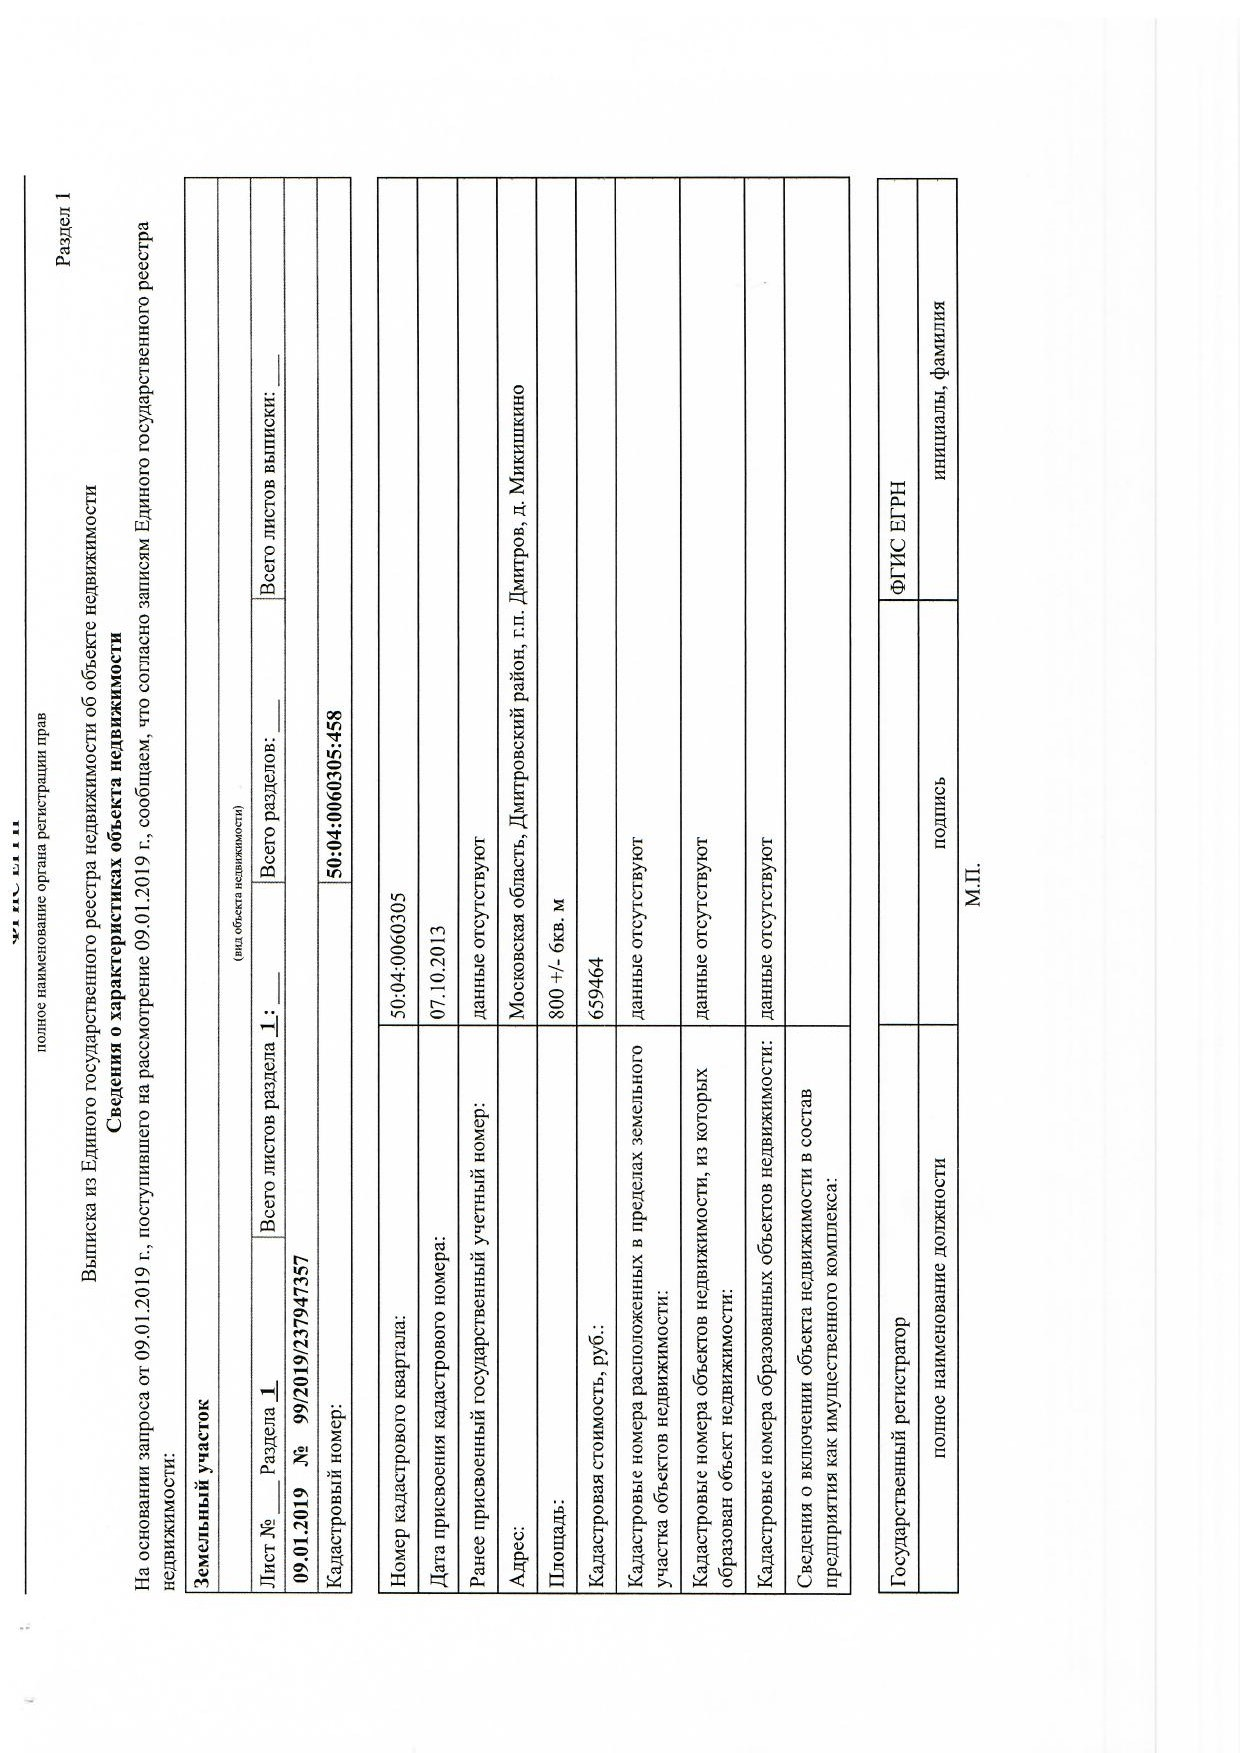 полное наименование органа регистрации прав
Раздел 1
Выписка из Единого государственного реестра недвижимости об объекте недвижимости
Сведения о характеристиках объекта недвижимости
На основании запроса от 09.01.2019 г., поступившего на рассмотрение 09.01.2019 г., сообщаем, что согласно записям Единого государственного реестра
недвижимости:
Земельный участок
(вид объекта недвижимости)
Лист № ___ Раздела 1 Всего листов раздела 1 : ___ Всего разделов: ___ Всего листов выписки: ___
09.01.2019 № 99/2019/237947357
Кадастровый номер: 50:04:0060305:458
Номер кадастрового квартала: 50:04:0060305
Дата присвоения кадастрового номера: 07.10.2013
Ранее присвоенный государственный учетный номер: данные отсутствуют
Адрес: Московская область, Дмитровский район, г.п. Дмитров, д. Микишкино
Площадь: 800 +/- 6кв. м
Кадастровая стоимость, руб.: 659464
Кадастровые номера расположенных в пределах земельного данные отсутствуют
участка объектов недвижимости:
Кадастровые номера объектов недвижимости, из которых данные отсутствуют
образован объект недвижимости:
Кадастровые номера образованных объектов недвижимости: данные отсутствуют
Сведения о включении объекта недвижимости в состав
предприятия как имущественного комплекса:
Государственный регистратор ФГИС ЕГРН
полное наименование должности подпись инициалы, фамилия
М.П.